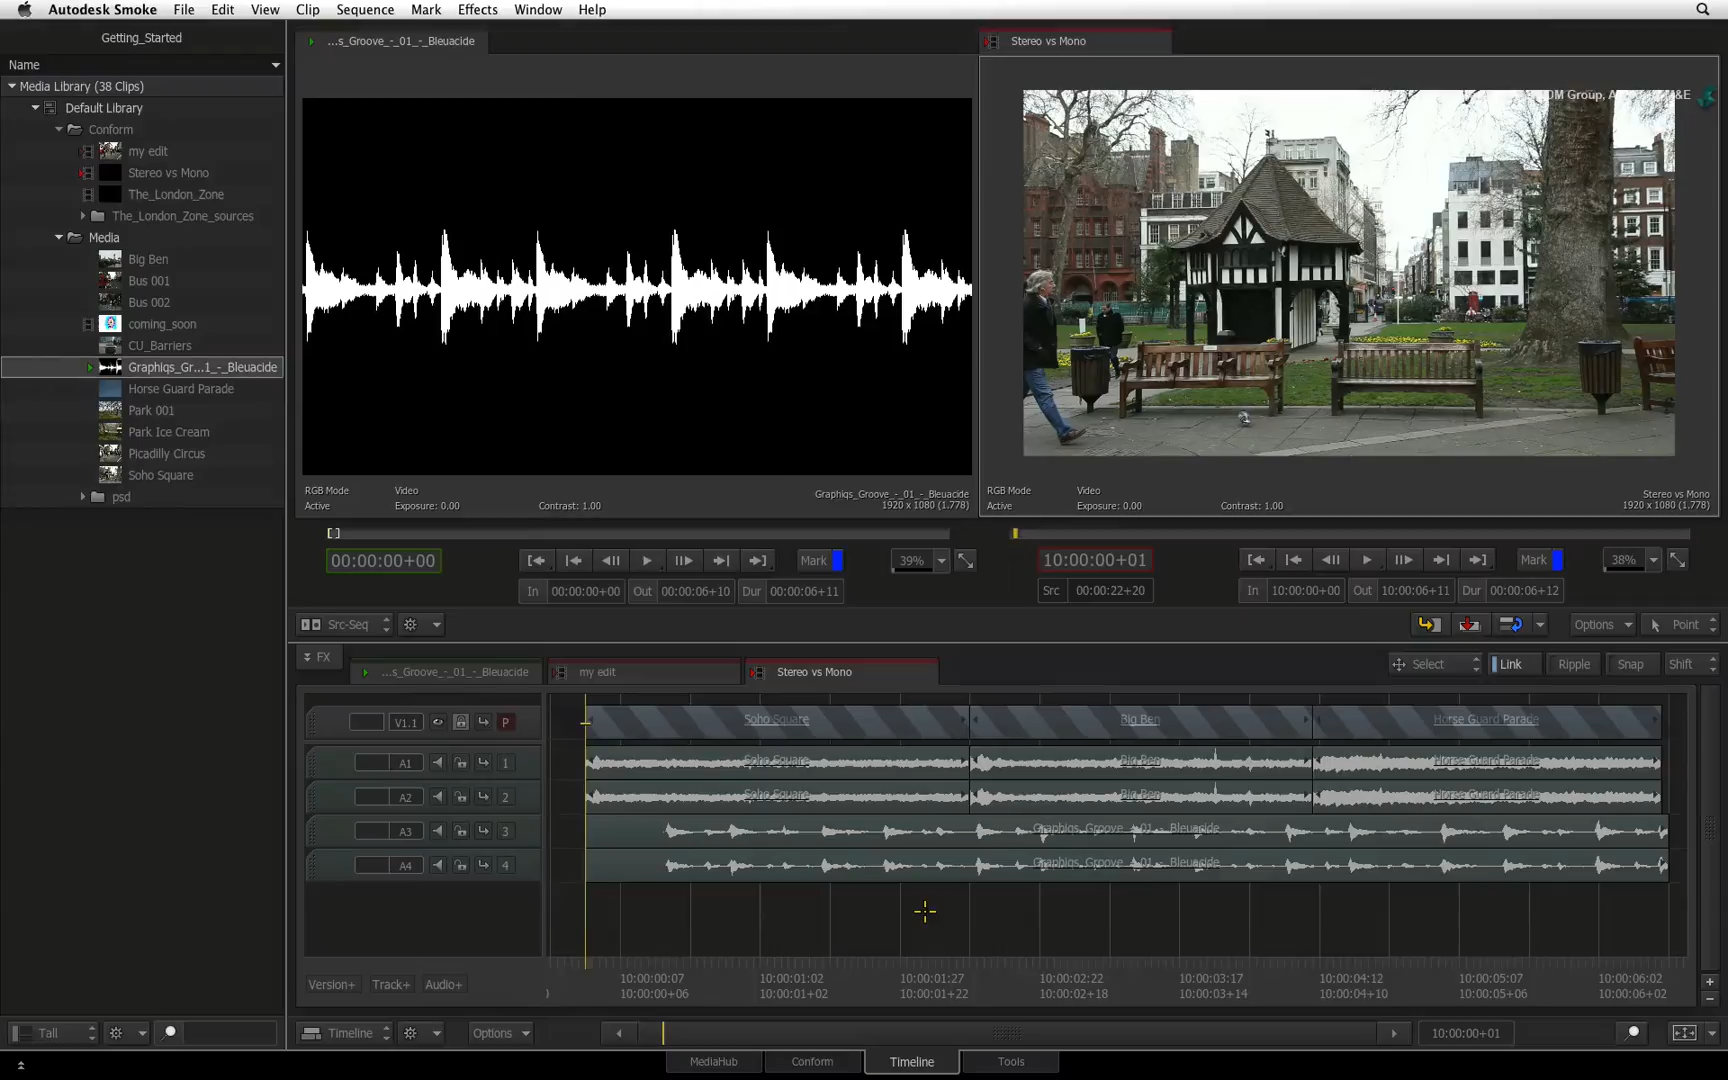 Autodesk Smoke File Edit View Clip Sequence Mark Effects Window Help
Getting_Started
Name
Media Library (38 Clips)
Default Library
Conform
my edit
Stereo vs Mono
The_London_Zone
The_London_Zone_sources
Media
Big Ben
Bus 001
Bus 002
coming_soon
CU_Barriers
Graphiqs_Gr...1_-_Bleuacide
Horse Guard Parade
Park 001
Park Ice Cream
Picadilly Circus
Soho Square
psd
...s_Groove_-_01_-_Bleuacide
RGB Mode Video
Active Exposure: 0.00 Contrast: 1.00
Graphiqs_Groove_-_01_-_Bleuacide
1920 x 1080 (1.778)
00:00:00+00 Mark 39%
In 00:00:00+00 Out 00:00:06+10 Dur 00:00:06+11
Stereo vs Mono
OM Group,
RGB Mode Video
Active Exposure: 0.00 Contrast: 1.00
Stereo vs Mono
1920 x 1080 (1.778)
10:00:00+01 Mark 38%
Src 00:00:22+20 In 10:00:00+00 Out 10:00:06+11 Dur 00:00:06+12
Src-Seq Options Point
FX ...s_Groove_-_01_-_Bleuacide my edit Stereo vs Mono Select Link Ripple Snap Shift
V1.1 P Soho Square Big Ben Horse Guard Parade
A1 1 Soho Square Big Ben Horse Guard Parade
A2 2 Soho Square Big Ben Horse Guard Parade
A3 3 Graphiqs_Groove_-_01_-_Bleuacide
A4 4 Graphiqs_Groove_-_01_-_Bleuacide
Version+ Track+ Audio+
10:00:00:07 10:00:01:02 10:00:01:27 10:00:02:22 10:00:03:17 10:00:04:12 10:00:05:07 10:00:06:02
10:00:00+06 10:00:01+02 10:00:01+22 10:00:02+18 10:00:03+14 10:00:04+10 10:00:05+06 10:00:06+02
Tall Timeline Options 10:00:00+01
MediaHub Conform Timeline Tools